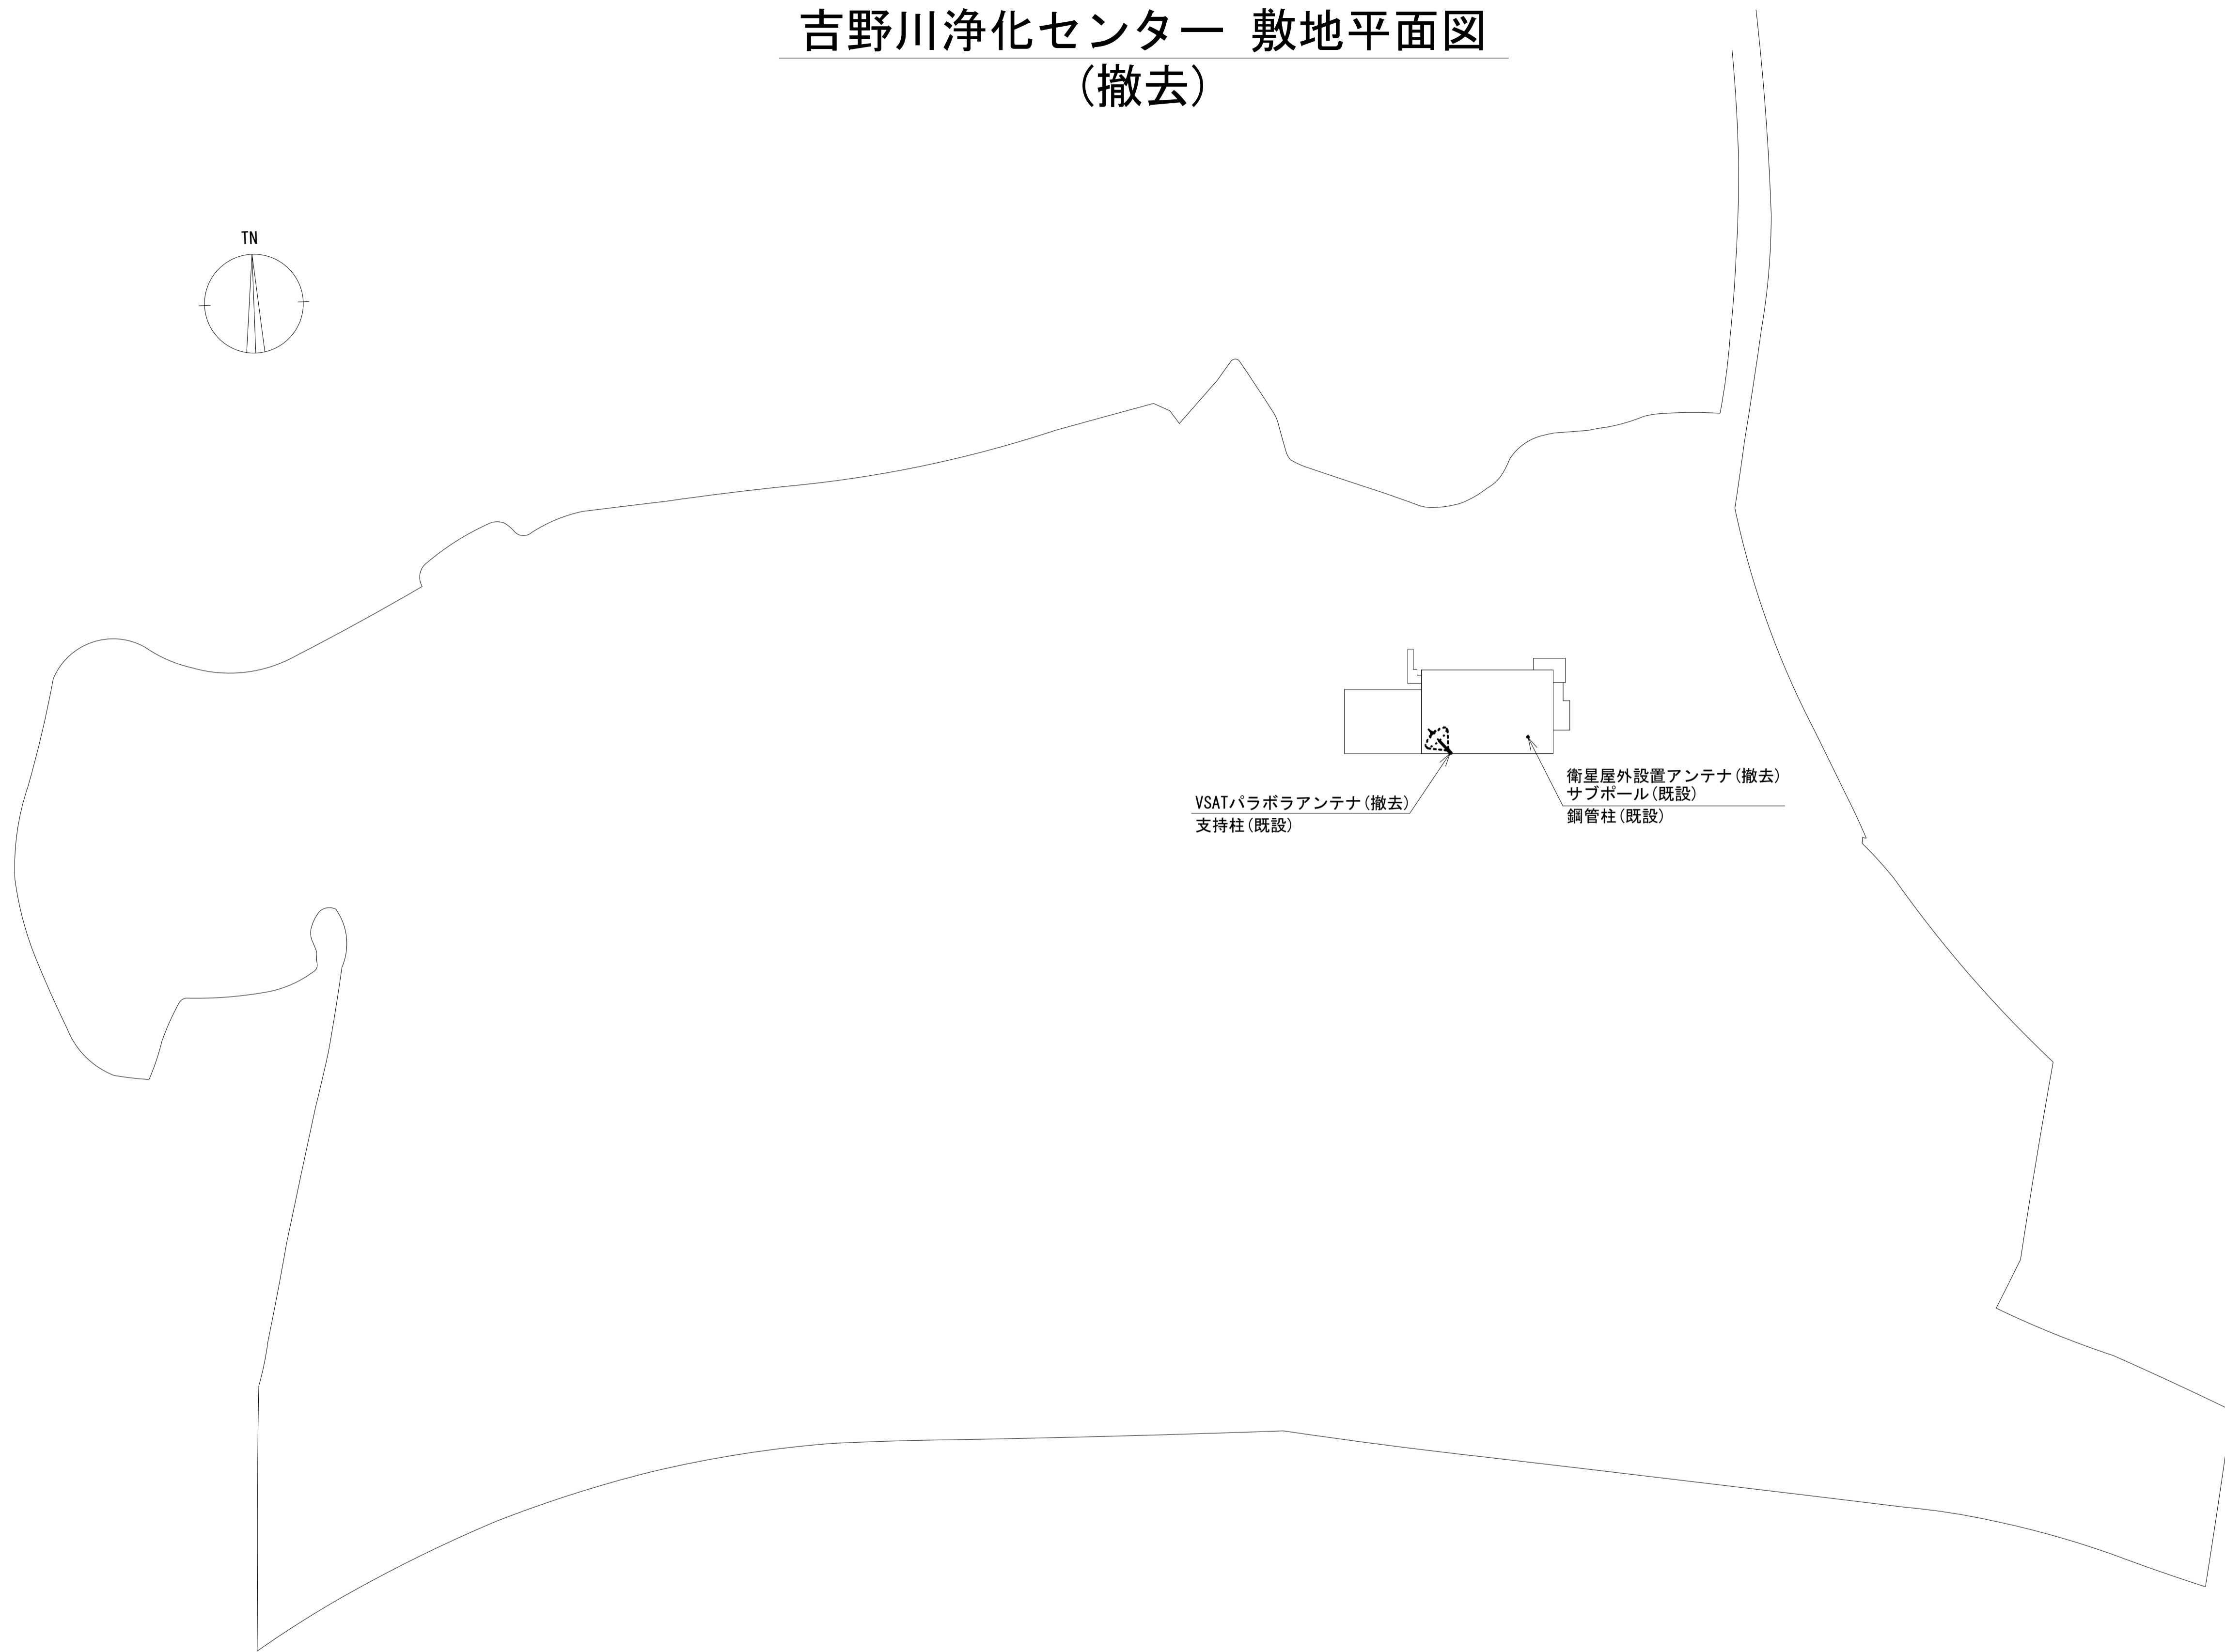 吉野川浄化センター 敷地平面図
(撤去)
TN
衛星屋外設置アンテナ(撤去)
サブポール(既設)
鋼管柱(既設)
VSATパラボラアンテナ(撤去)
支持柱(既設)